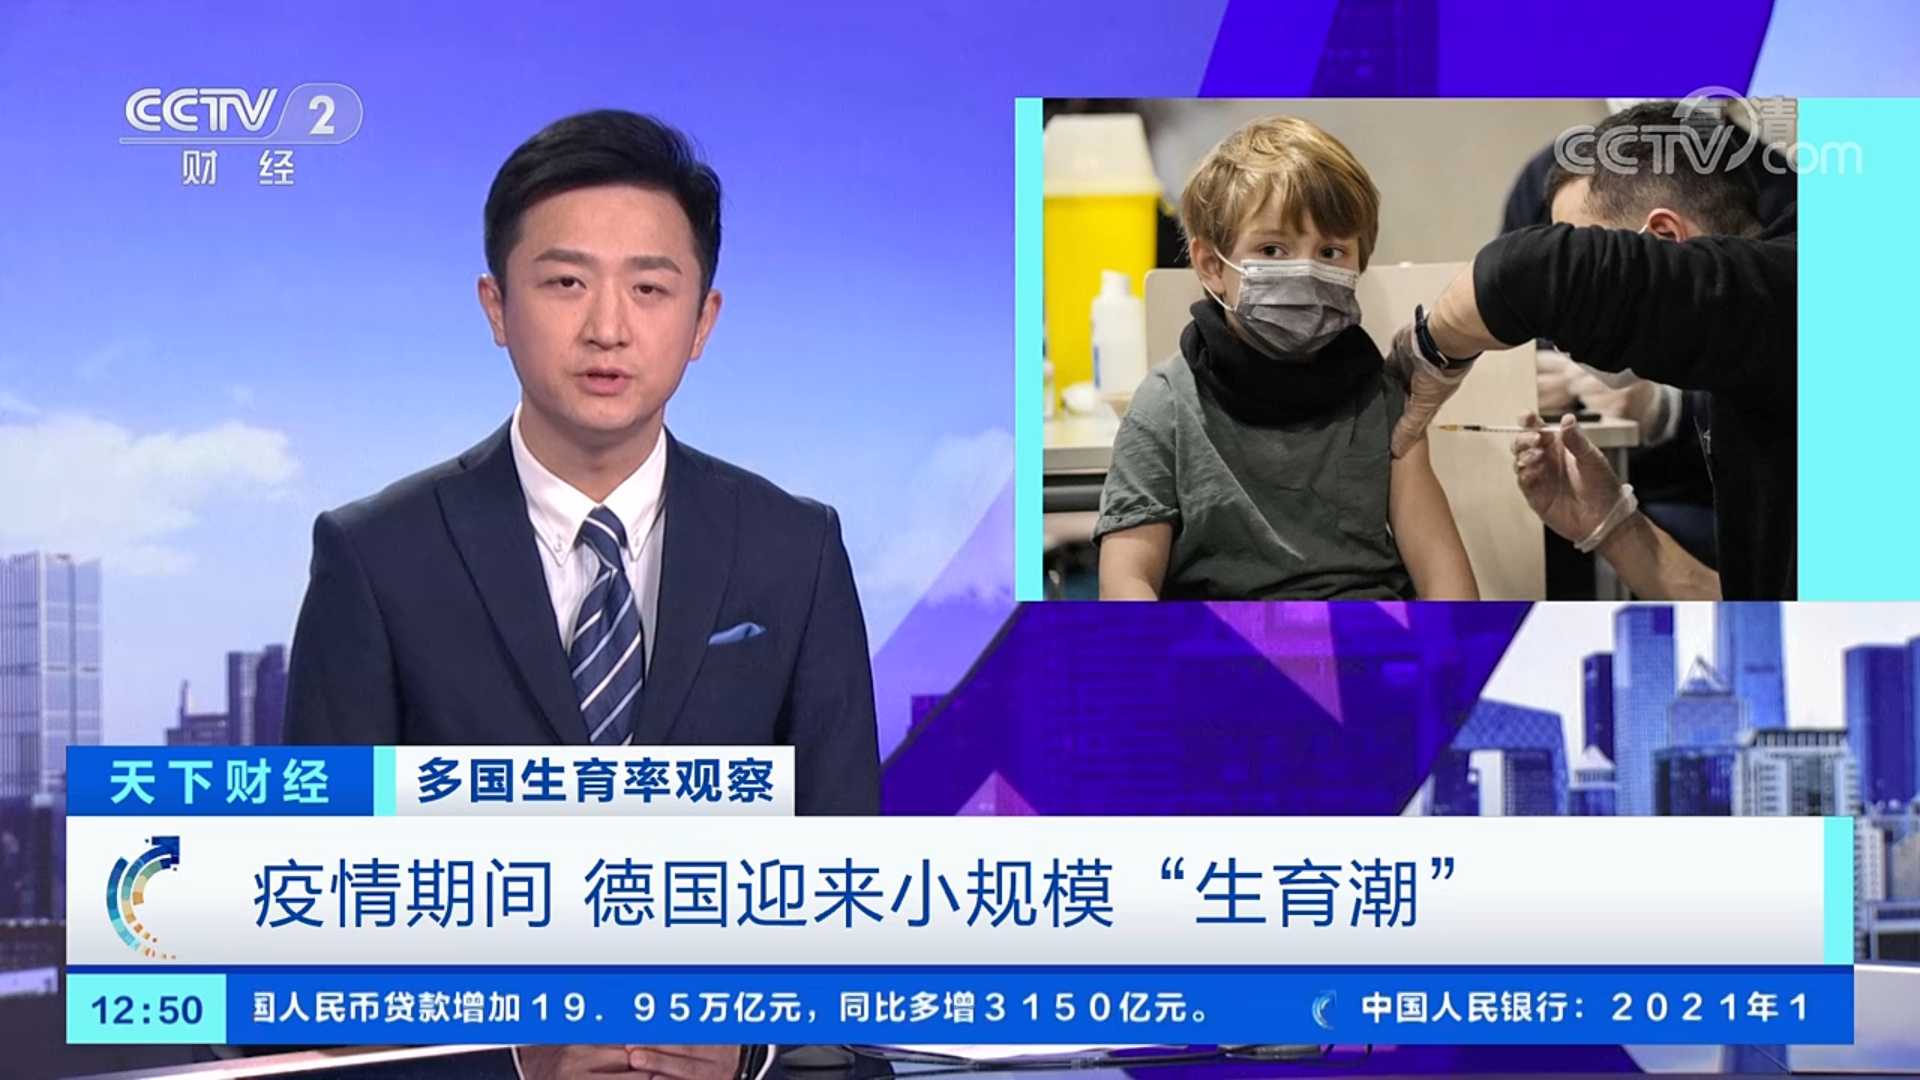 CCTV 2
财 经
高清
CCTV.com
天下财经
多国生育率观察
疫情期间 德国迎来小规模“生育潮”
12:50
国人民币贷款增加19.95万亿元，同比多增3150亿元。 中国人民银行：2021年1